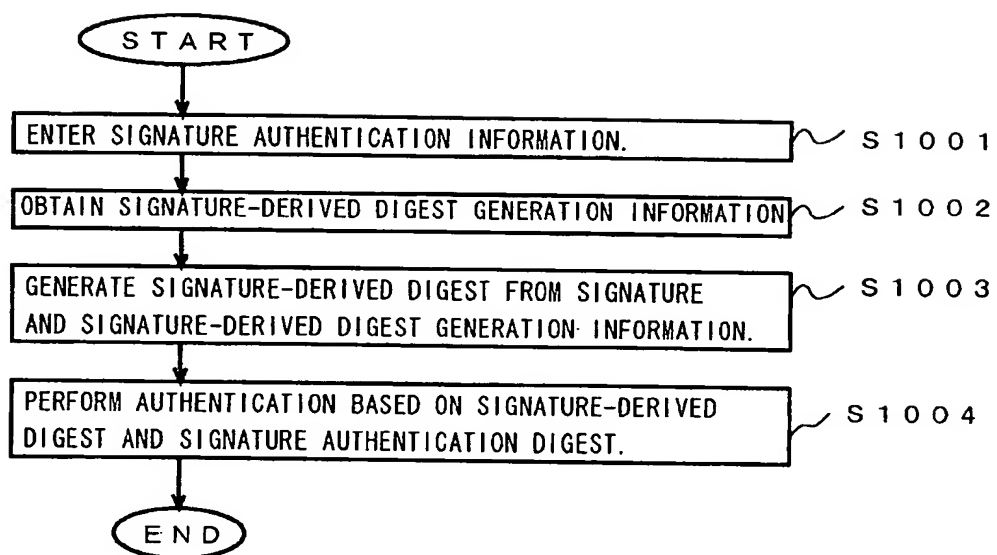 START
ENTER SIGNATURE AUTHENTICATION INFORMATION.
S1001
OBTAIN SIGNATURE-DERIVED DIGEST GENERATION INFORMATION
S1002
GENERATE SIGNATURE-DERIVED DIGEST FROM SIGNATURE
AND SIGNATURE-DERIVED DIGEST GENERATION INFORMATION.
S1003
PERFORM AUTHENTICATION BASED ON SIGNATURE-DERIVED
DIGEST AND SIGNATURE AUTHENTICATION DIGEST.
S1004
END